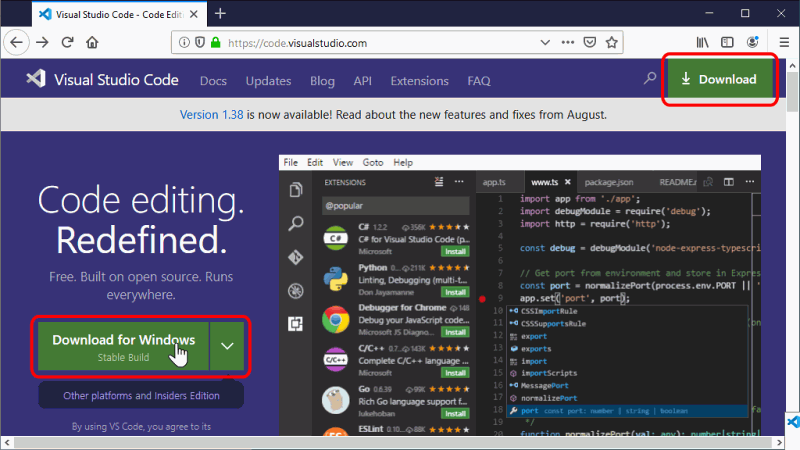 Visual Studio Code - Code Edit
https://code.visualstudio.com
Visual Studio Code Docs Updates Blog API Extensions FAQ Download
Version 1.38 is now available! Read about the new features and fixes from August.
Code editing.
Redefined.
Free. Built on open source. Runs
everywhere.
Download for Windows
Stable Build
Other platforms and Insiders Edition
By using VS Code, you agree to its
File Edit View Goto Help
EXTENSIONS
@popular
C# 1.2.2 356K
C# for Visual Studio Code (p...
Microsoft Install
Python 0... 211K
Linting, Debugging (multi-t...
Don Jayamanne Install
Debugger for Chrome 148
Debug your JavaScript code...
Microsoft JS Diagno... Install
C/C++ 0.7... 143K
Complete C/C++ language ...
Microsoft Install
Go 0.6.39 99K
Rich Go language support f...
lukehoban Install
ESLint 0.10... 88K
app.ts www.ts package.json README.
1 import app from './app';
2 import debugModule = require('debug');
3 import http = require('http');
4
5 const debug = debugModule('node-express-typesc
6
7 // Get port from environment and store in Expres
8 const port = normalizePort(process.env.PORT || '
9 app.set('port', port);
10 CSSImportRule
11 CSSSupportsRule
12 export
13 exports
14 import
15 importScripts
16 MessagePort
17 normalizePort
18 port const port: number | string | boolean
19 */
20 function normalizePort(val: any): number|string|